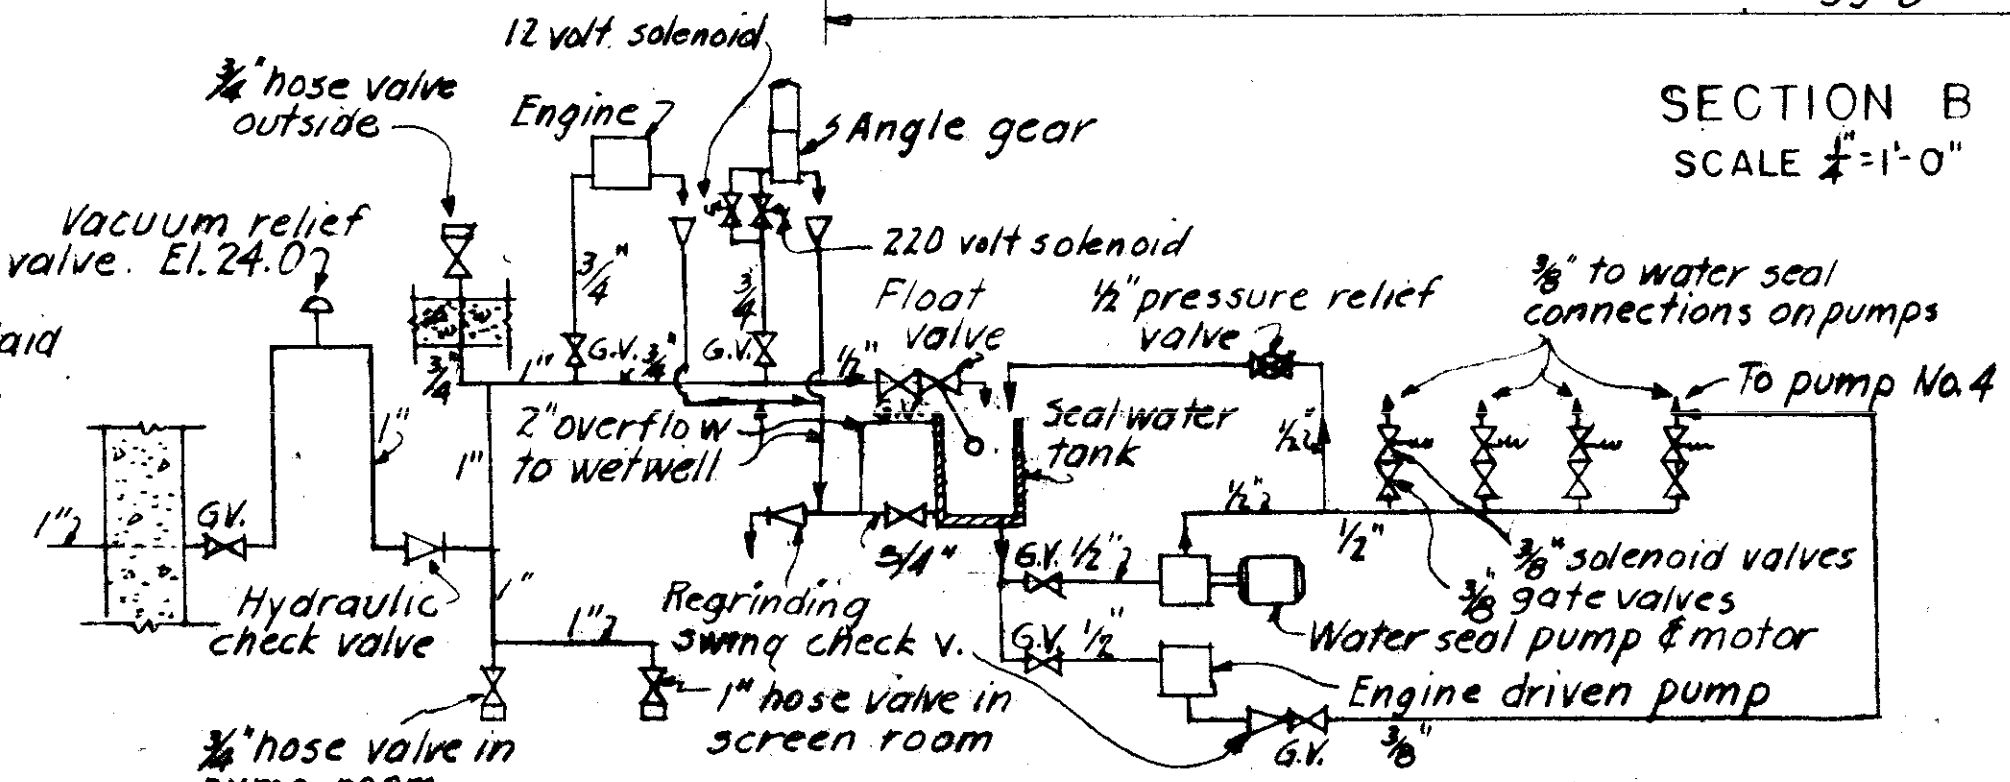 12 volt. solenoid
3/4" hose valve
outside
Engine
Angle gear
SECTION B
SCALE 1/4"=1'-0"
Vacuum relief
valve. El. 24.0
220 volt solenoid
3/4"
3/4
Float
valve
1/2" pressure relief
valve
3/8" to water seal
connections on pumps
aid
3/4"
1"
G.V.
3/4"
G.V.
1/2"
To pump No. 4
G.V.
1"
1"
2" overflow
to wetwell
Seal water
tank
1/2"
1"
G.V.
3/4"
1/2"
1/2"
3/8" solenoid valves
3/8" gate valves
G.V. 1/2"
1"
Hydraulic
check valve
1"
Regrinding
swing check v.
G.V. 1/2"
Water seal pump & motor
1" hose valve in
screen room
Engine driven pump
3/4" hose valve in
pump room
G.V.
3/8"